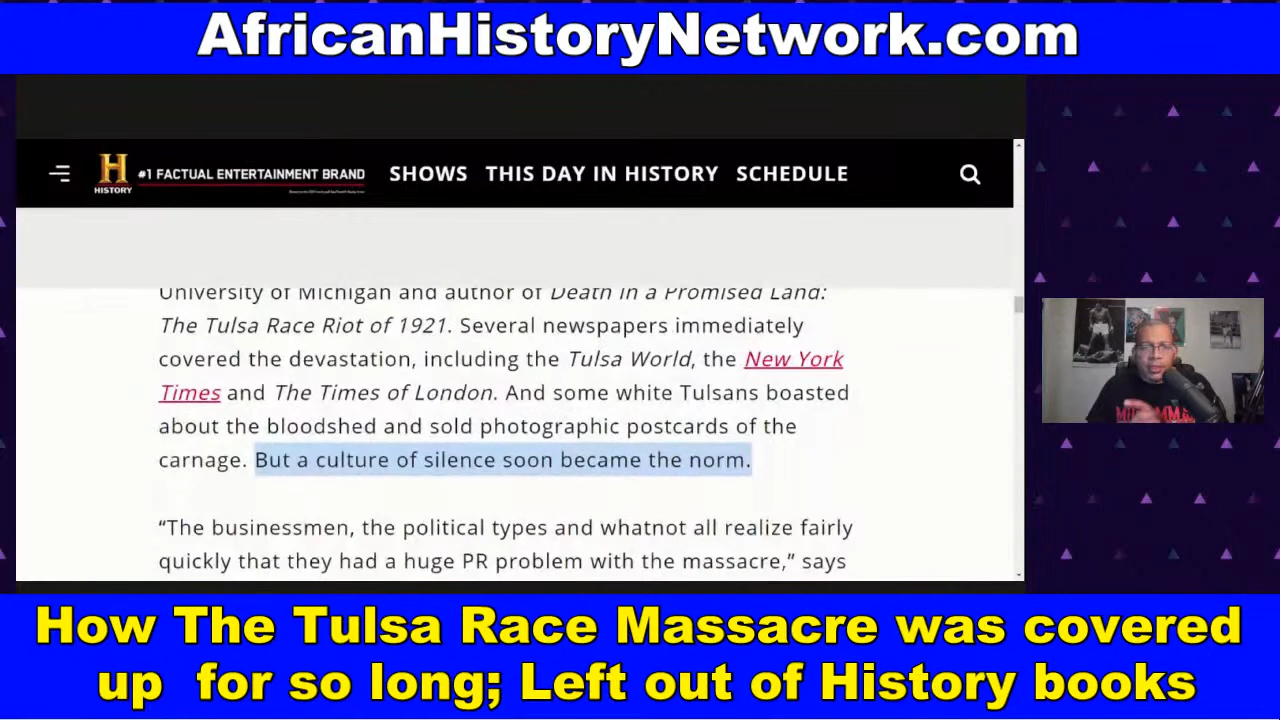 AfricanHistoryNetwork.com
H
HISTORY
#1 FACTUAL ENTERTAINMENT BRAND
SHOWS THIS DAY IN HISTORY SCHEDULE
University of Michigan and author of Death in a Promised Land:
The Tulsa Race Riot of 1921. Several newspapers immediately
covered the devastation, including the Tulsa World, the New York
Times and The Times of London. And some white Tulsans boasted
about the bloodshed and sold photographic postcards of the
carnage. But a culture of silence soon became the norm.
“The businessmen, the political types and whatnot all realize fairly
quickly that they had a huge PR problem with the massacre,” says
How The Tulsa Race Massacre was covered
up for so long; Left out of History books